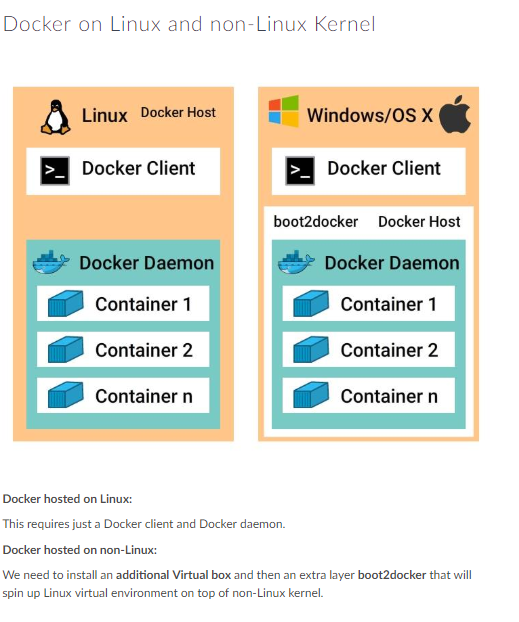 Docker on Linux and non-Linux Kernel
Linux Docker Host
>_ Docker Client
Docker Daemon
Container 1
Container 2
Container n
Windows/OS X
>_ Docker Client
boot2docker Docker Host
Docker Daemon
Container 1
Container 2
Container n
Docker hosted on Linux:
This requires just a Docker client and Docker daemon.
Docker hosted on non-Linux:
We need to install an additional Virtual box and then an extra layer boot2docker that will
spin up Linux virtual environment on top of non-Linux kernel.